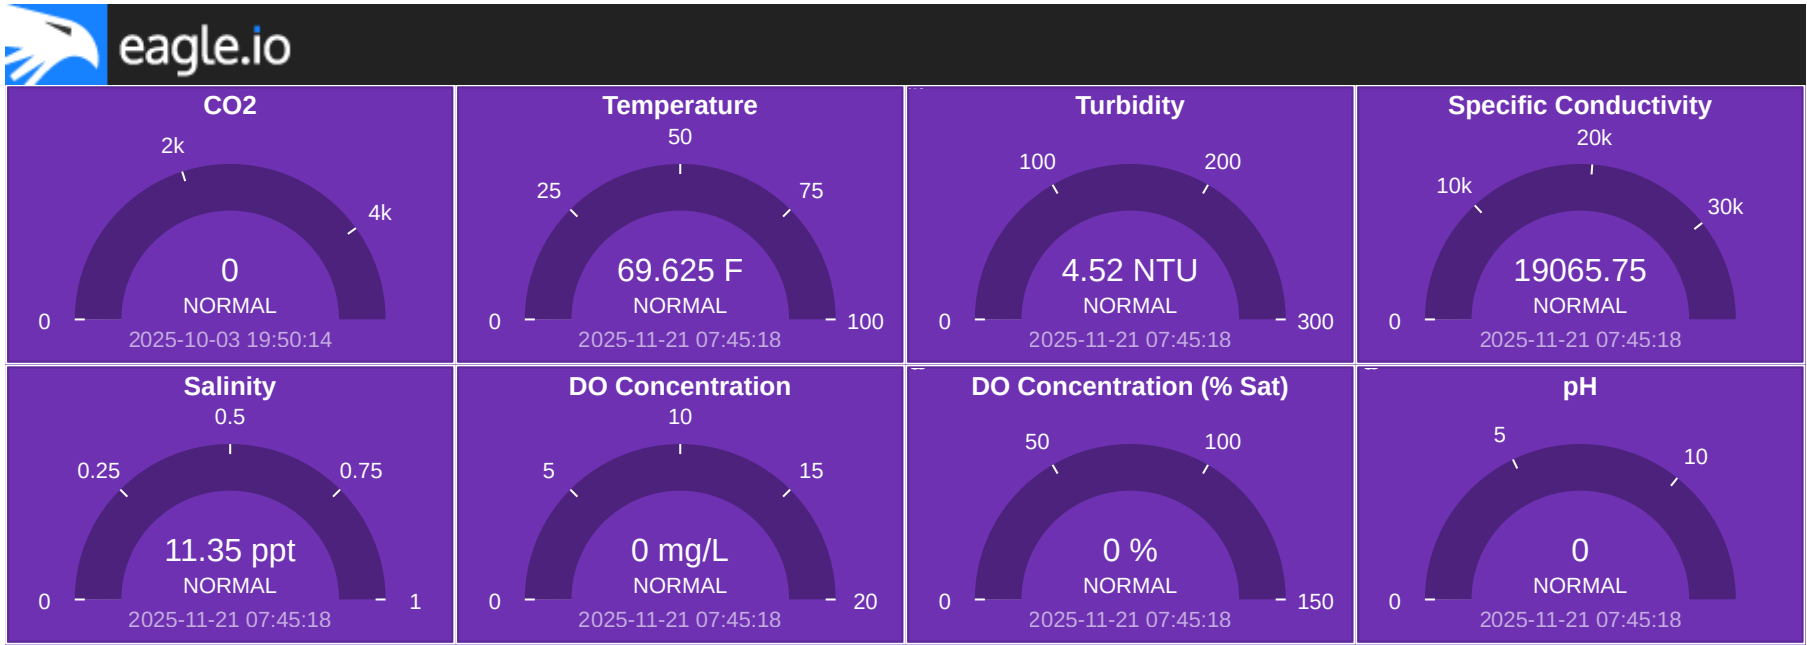 eagle.io
CO2
2k
4k
0
0
NORMAL
2025-10-03 19:50:14
Temperature
50
25
75
69.625 F
NORMAL
0
100
2025-11-21 07:45:18
Turbidity
100
200
4.52 NTU
NORMAL
0
300
2025-11-21 07:45:18
Specific Conductivity
20k
10k
30k
19065.75
NORMAL
0
2025-11-21 07:45:18
Salinity
0.5
0.25
0.75
11.35 ppt
NORMAL
0
1
2025-11-21 07:45:18
DO Concentration
10
5
15
0 mg/L
NORMAL
0
20
2025-11-21 07:45:18
DO Concentration (% Sat)
50
100
0 %
NORMAL
0
150
2025-11-21 07:45:18
pH
5
10
0
NORMAL
0
2025-11-21 07:45:18